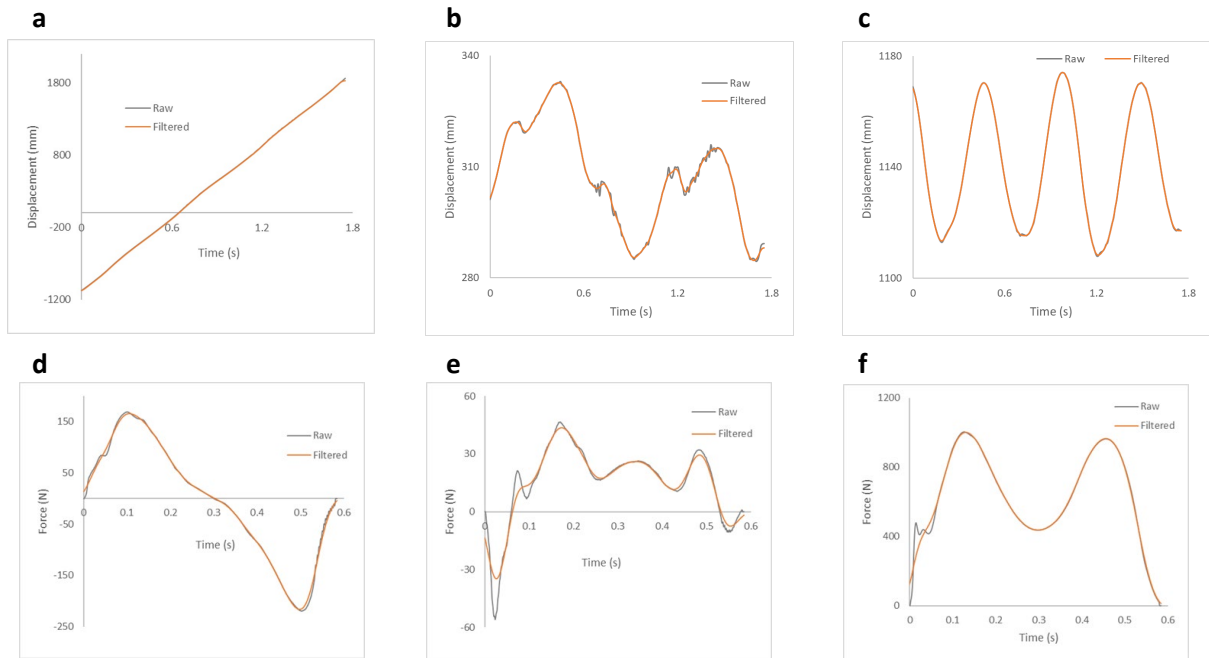 a
1800
800
-200
-1200
Displacement (mm)
0
0.6
1.2
1.8
Time (s)
Raw
Filtered
b
340
310
280
Displacement (mm)
0
0.6
1.2
1.8
Time (s)
Raw
Filtered
c
1180
1140
1100
Displacement (mm)
0
0.6
1.2
1.8
Time (s)
Raw
Filtered
d
150
50
-50
-150
-250
Force (N)
0
0.1
0.2
0.3
0.4
0.5
0.6
Time (s)
Raw
Filtered
e
60
30
0
-30
-60
Force (N)
0
0.1
0.2
0.3
0.4
0.5
0.6
Time (s)
Raw
Filtered
f
1200
800
400
0
Force (N)
0
0.1
0.2
0.3
0.4
0.5
0.6
Time (s)
Raw
Filtered